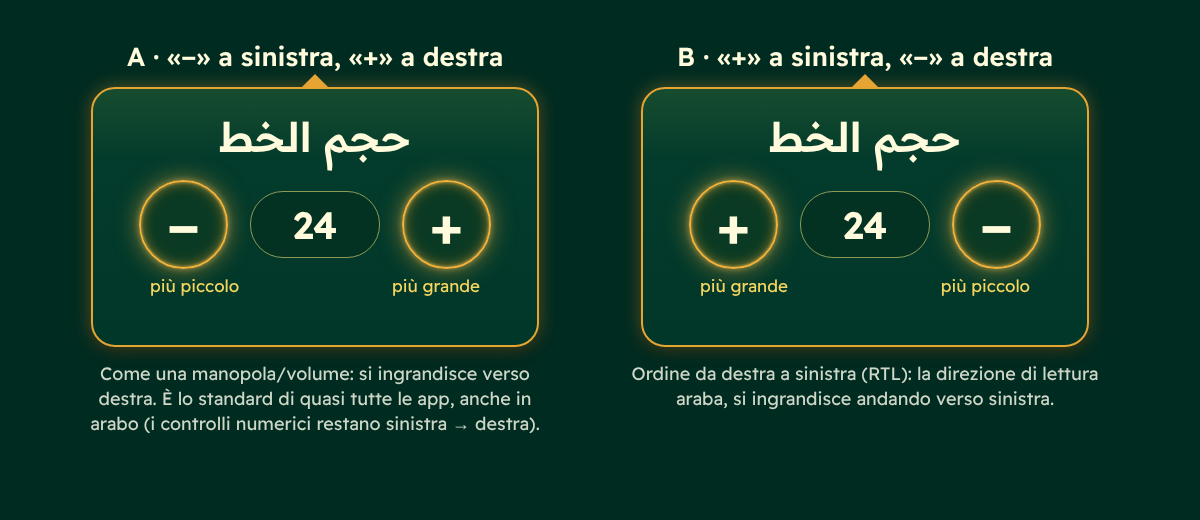 A · «−» a sinistra, «+» a destra
حجم الخط
− 24 +
più piccolo più grande
Come una manopola/volume: si ingrandisce verso
destra. È lo standard di quasi tutte le app, anche in
arabo (i controlli numerici restano sinistra → destra).
B · «+» a sinistra, «−» a destra
حجم الخط
+ 24 −
più grande più piccolo
Ordine da destra a sinistra (RTL): la direzione di lettura
araba, si ingrandisce andando verso sinistra.